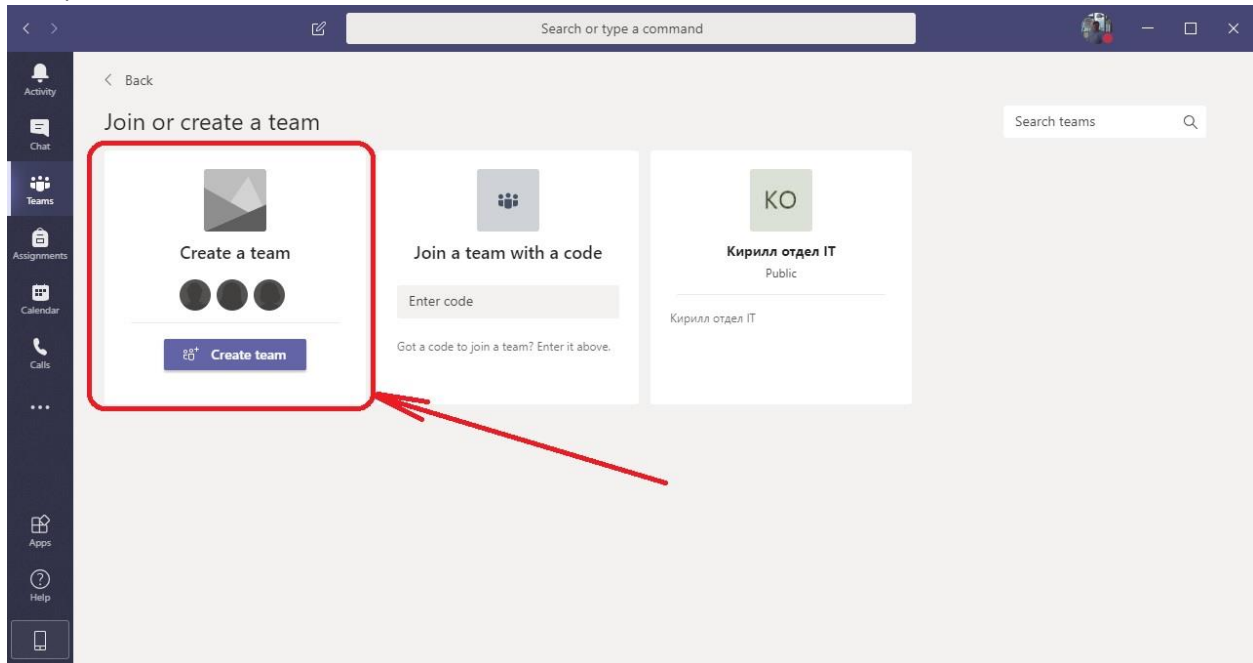 Search or type a command
Activity
Chat
Teams
Assignments
Calendar
Calls
Apps
Help
Back
Join or create a team
Search teams
Create a team
Create team
Join a team with a code
Enter code
Got a code to join a team? Enter it above.
KO
Кирилл отдел IT
Public
Кирилл отдел IT